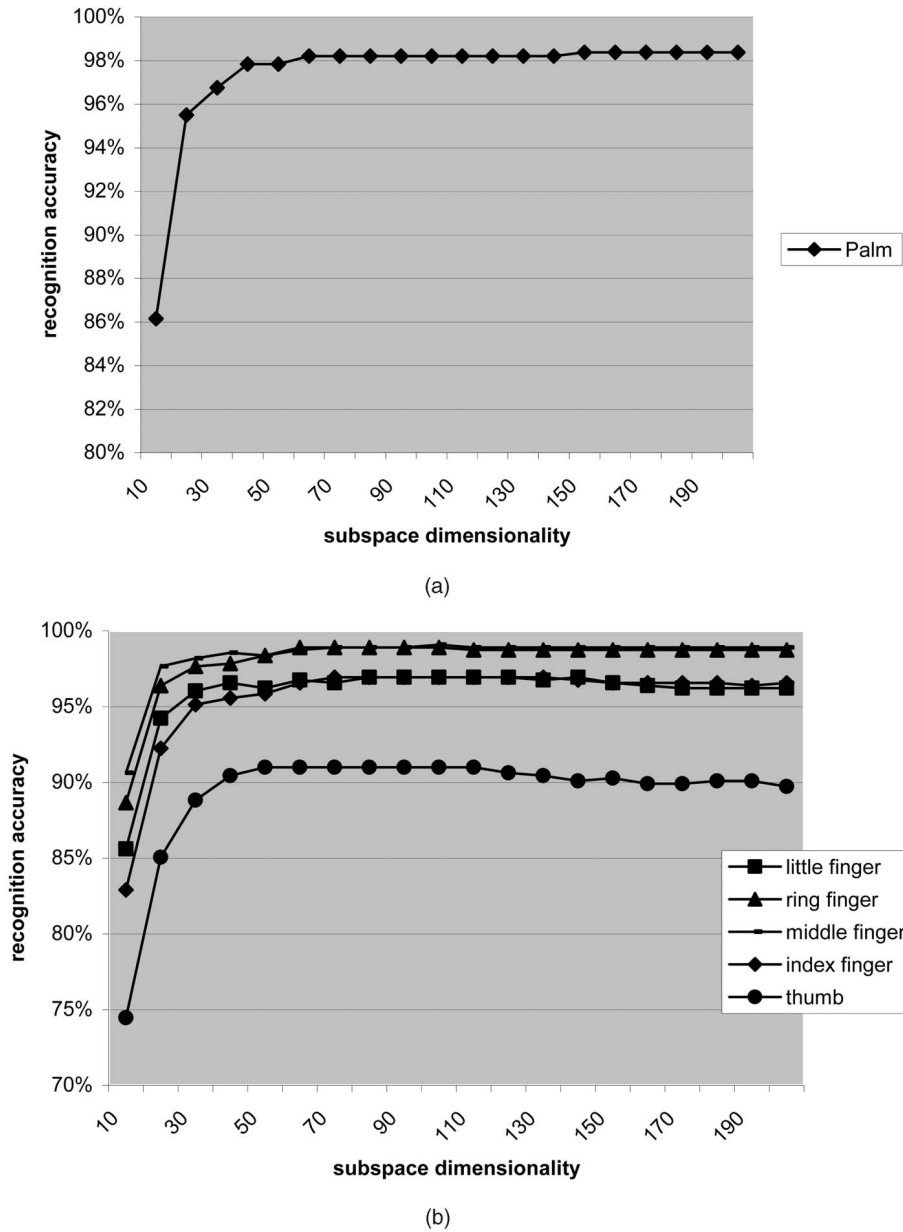 100%
98%
96%
94%
92%
90%
88%
86%
84%
82%
80%
recognition accuracy
10 30 50 70 90 110 130 150 170 190
subspace dimensionality
Palm
(a)
100%
95%
90%
85%
80%
75%
70%
recognition accuracy
10 30 50 70 90 110 130 150 170 190
subspace dimensionality
little finger
ring finger
middle finger
index finger
thumb
(b)